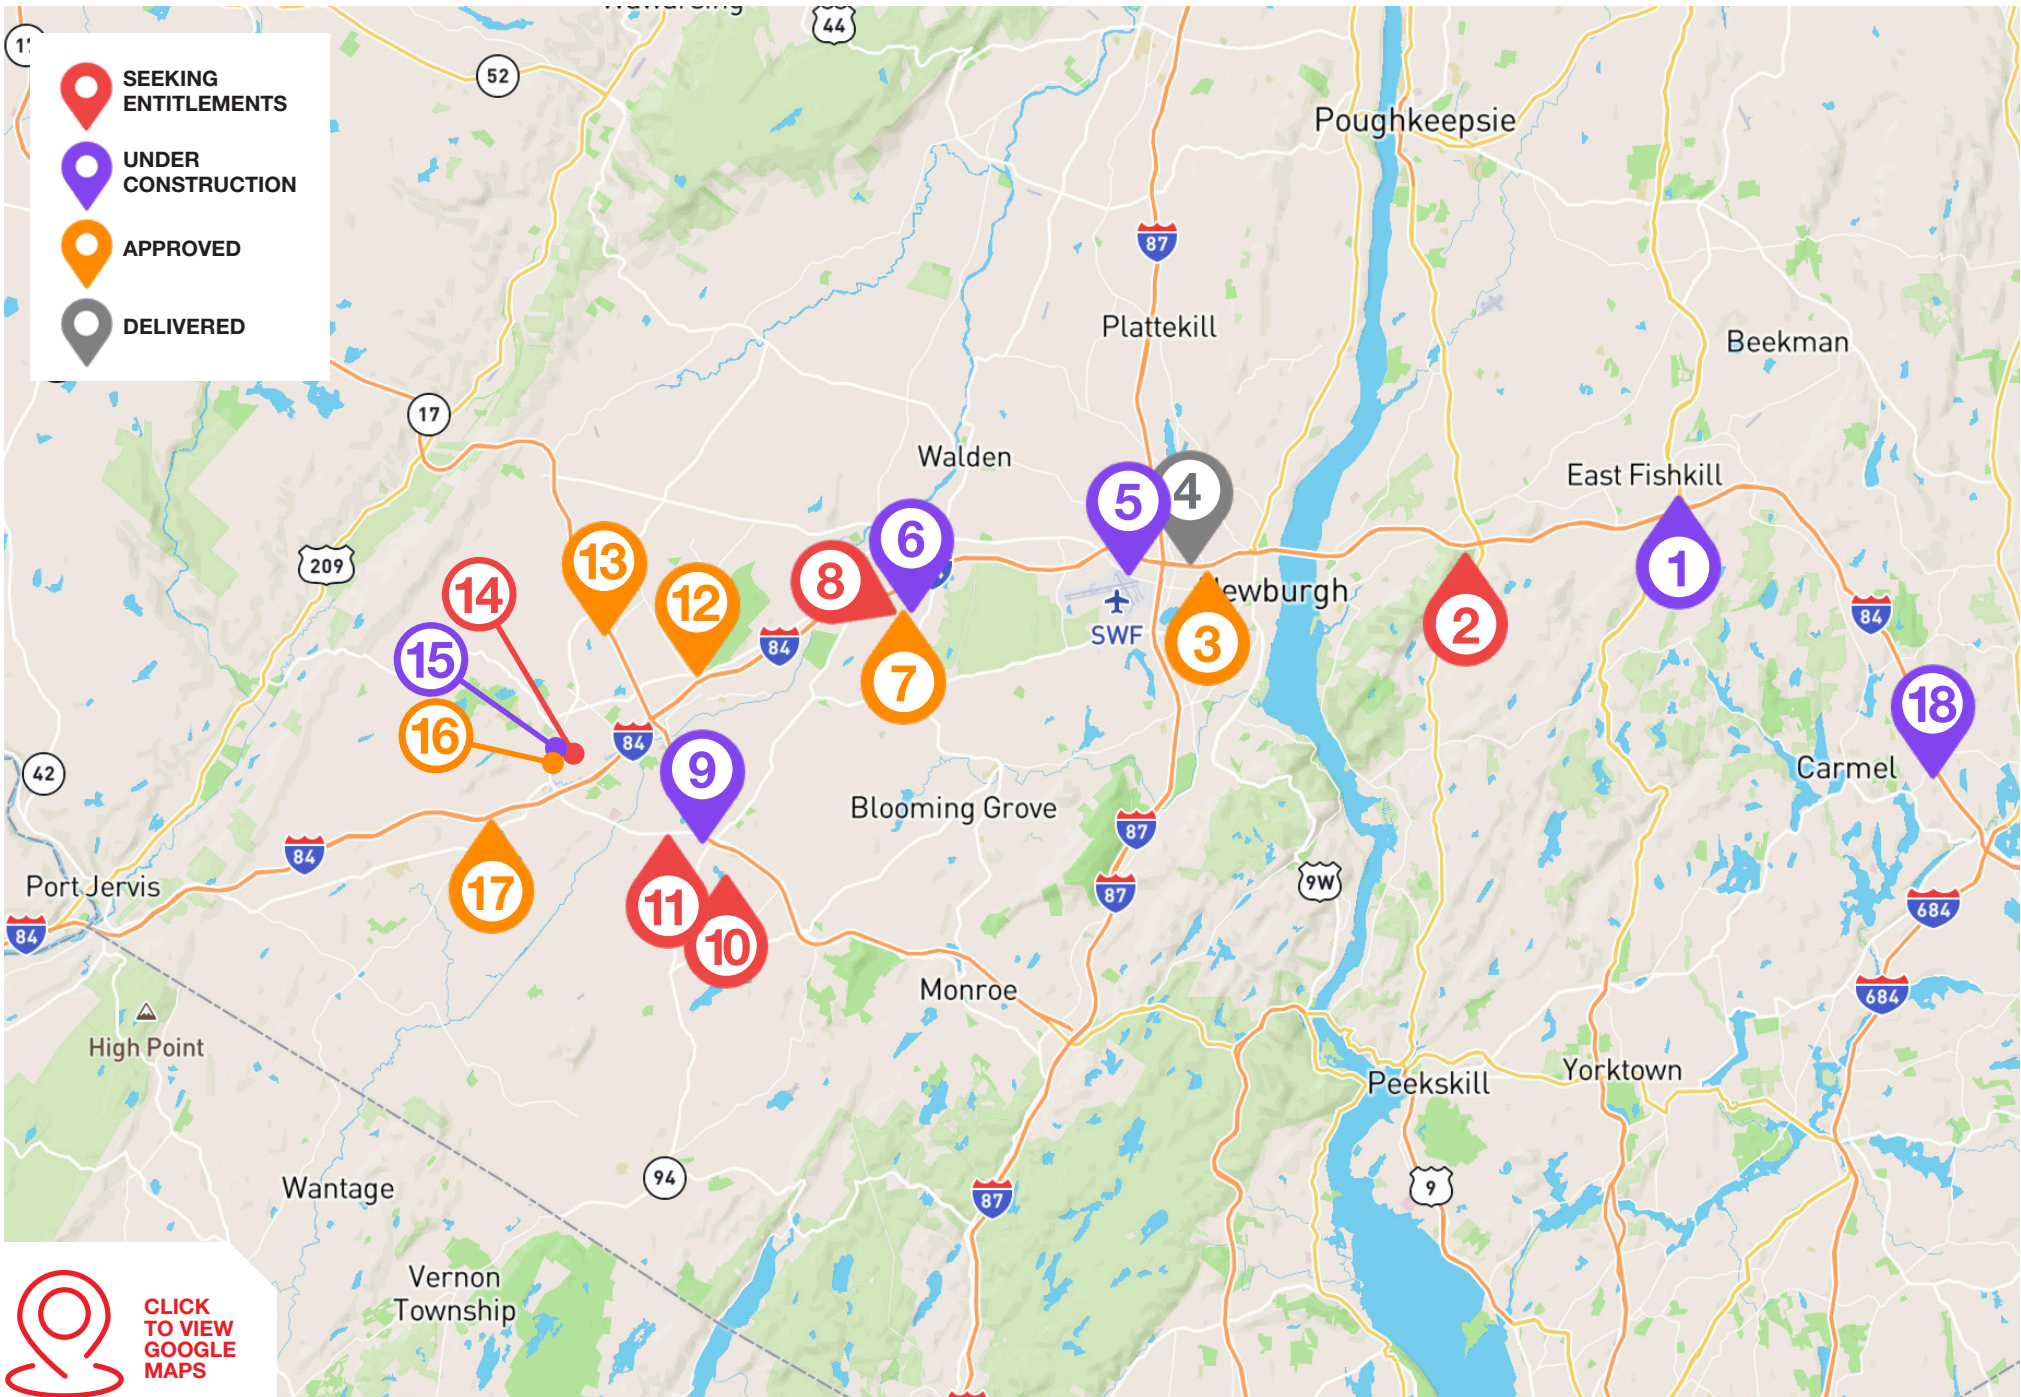 Wawarsing
44
17
SEEKING
ENTITLEMENTS
52
UNDER
CONSTRUCTION
APPROVED
DELIVERED
Poughkeepsie
87
Plattekill
Beekman
17
Walden
East Fishkill
5
4
6
13
209
14
12
8
1
SWF
ewburgh
2
3
84
84
15
7
16
84
9
18
42
Carmel
Blooming Grove
87
84
Port Jervis
17
11
10
9W
87
684
84
Monroe
684
High Point
Peekskill
Yorktown
94
Wantage
87
9
Vernon
Township
CLICK
TO VIEW
GOOGLE
MAPS